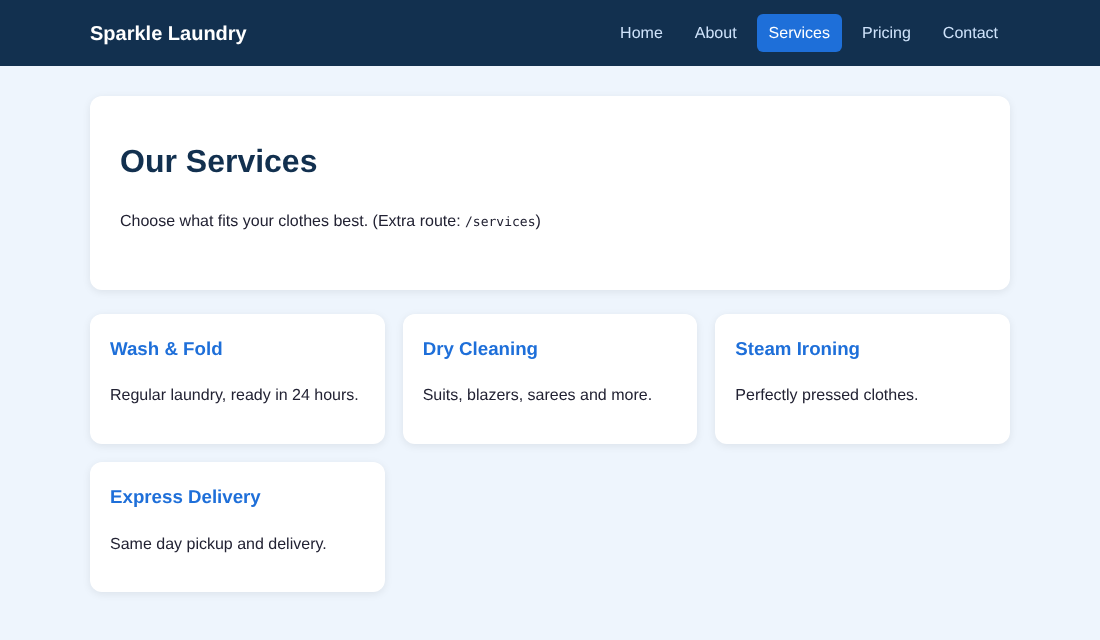 Sparkle Laundry
Home About Services Pricing Contact
Our Services
Choose what fits your clothes best. (Extra route: /services)
Wash & Fold
Regular laundry, ready in 24 hours.
Dry Cleaning
Suits, blazers, sarees and more.
Steam Ironing
Perfectly pressed clothes.
Express Delivery
Same day pickup and delivery.